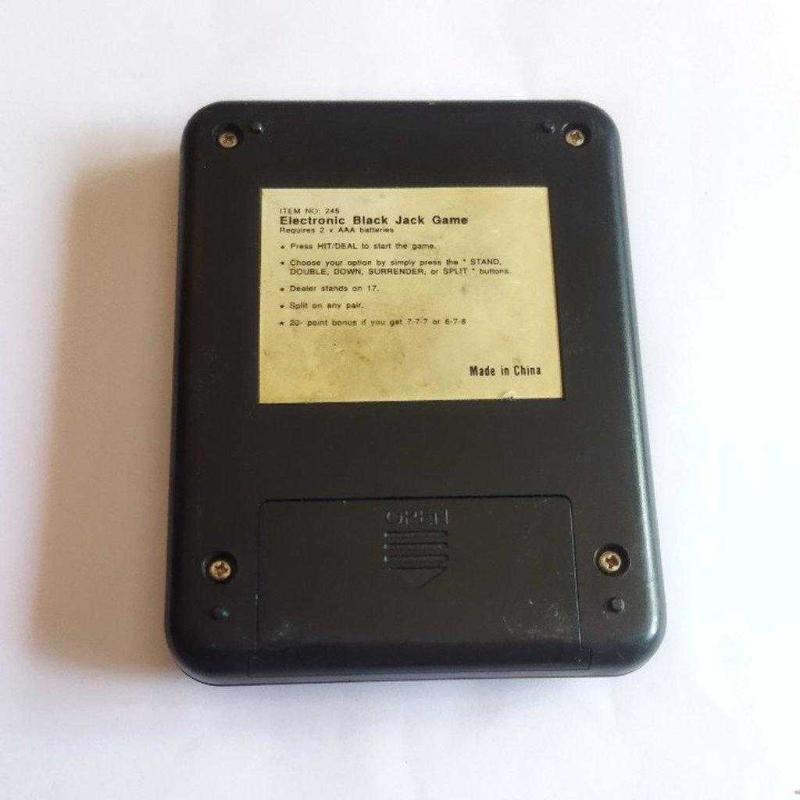 ITEM NO: 245
Electronic Black Jack Game
Requires 2 x AAA batteries
★ Press HIT/DEAL to start the game.
★ Choose your option by simply press the " STAND,
DOUBLE, DOWN, SURRENDER, or SPLIT " buttons.
★ Dealer stands on 17.
★ Split on any pair.
★ 20- point bonus if you get 7-7-7 or 6-7-8
Made in China
OPEN